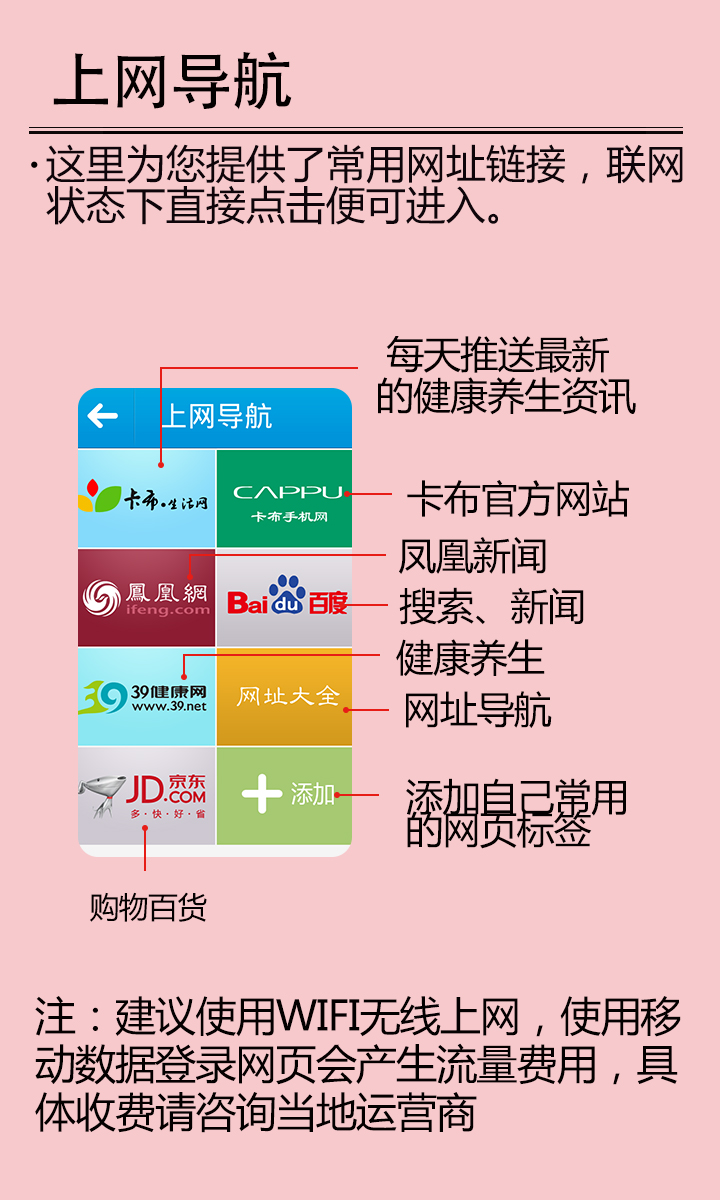 上网导航
·这里为您提供了常用网址链接，联网
状态下直接点击便可进入。
每天推送最新
的健康养生资讯
上网导航
卡布·生活网
CAPPU
卡布手机网
卡布官方网站
凤凰新闻
鳳凰網
ifeng.com
Bai du 百度
搜索、新闻
健康养生
39 39健康网
www.39.net
网址大全
网址导航
JD.COM 京东
多·快·好·省
添加
添加自己常用
的网页标签
购物百货
注：建议使用WIFI无线上网，使用移
动数据登录网页会产生流量费用，具
体收费请咨询当地运营商